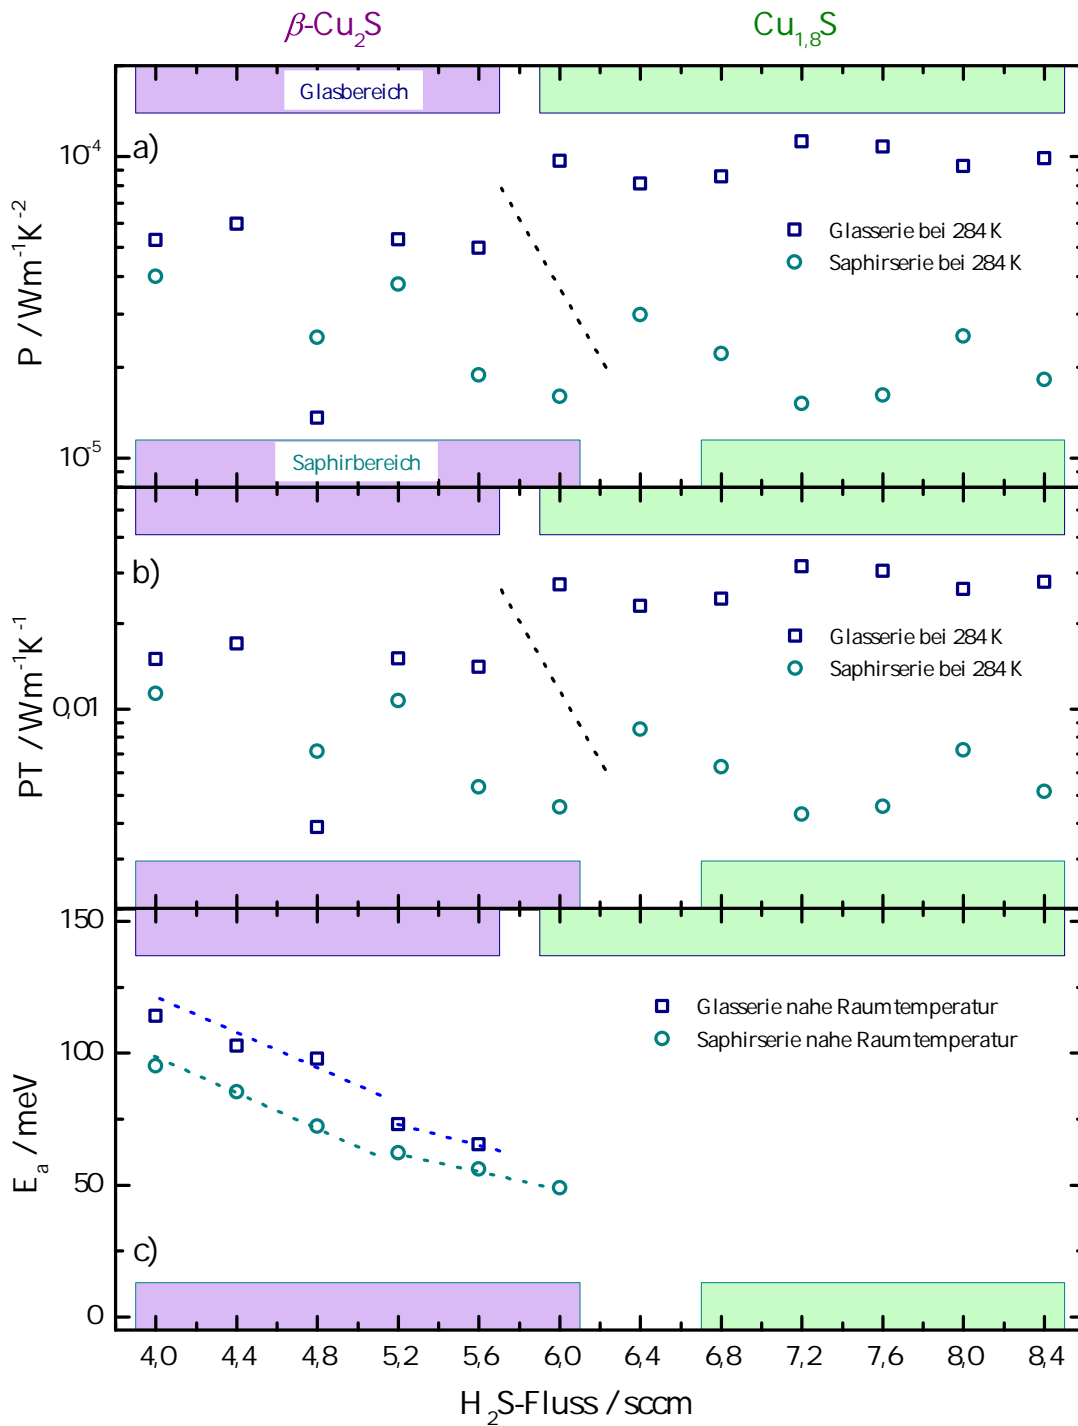 β-Cu₂S
Cu₁,₈S
Glasbereich
a)
10⁻⁴
10⁻⁵
P / Wm⁻¹K⁻²
Glasserie bei 284 K
Saphirserie bei 284 K
Saphirbereich
b)
0,01
PT / Wm⁻¹K⁻¹
Glasserie bei 284 K
Saphirserie bei 284 K
150
100
50
0
Eₐ / meV
Glasserie nahe Raumtemperatur
Saphirserie nahe Raumtemperatur
c)
4,0 4,4 4,8 5,2 5,6 6,0 6,4 6,8 7,2 7,6 8,0 8,4
H₂S-Fluss / sccm